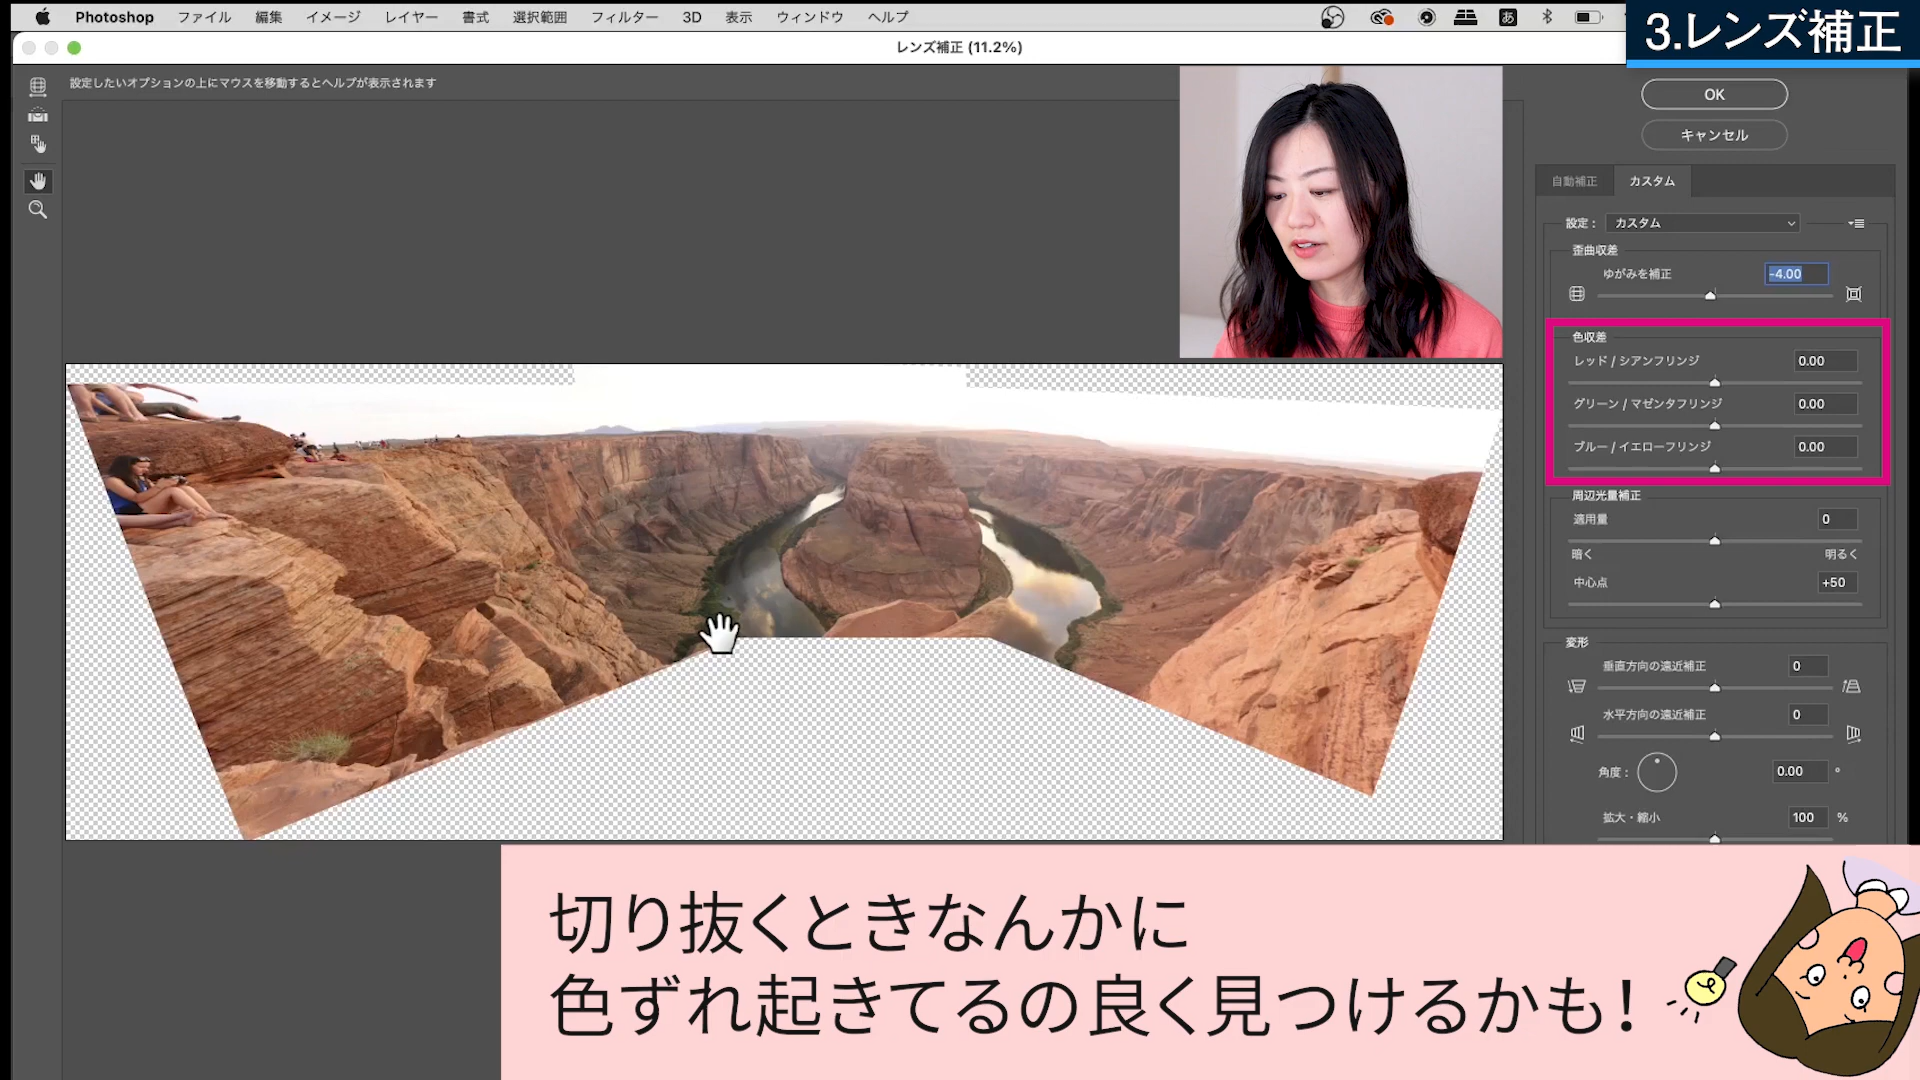 Photoshop ファイル 編集 イメージ レイヤー 書式 選択範囲 フィルター 3D 表示 ウィンドウ ヘルプ
あ
3.レンズ補正
レンズ補正 (11.2%)
設定したいオプションの上にマウスを移動するとヘルプが表示されます
OK
キャンセル
自動補正 カスタム
設定： カスタム
歪曲収差
ゆがみを補正 -4.00
色収差
レッド / シアンフリンジ 0.00
グリーン / マゼンタフリンジ 0.00
ブルー / イエローフリンジ 0.00
周辺光量補正
適用量 0
暗く 明るく
中心点 +50
変形
垂直方向の遠近補正 0
水平方向の遠近補正 0
角度： 0.00 °
拡大・縮小 100 %
切り抜くときなんかに
色ずれ起きてるの良く見つけるかも！